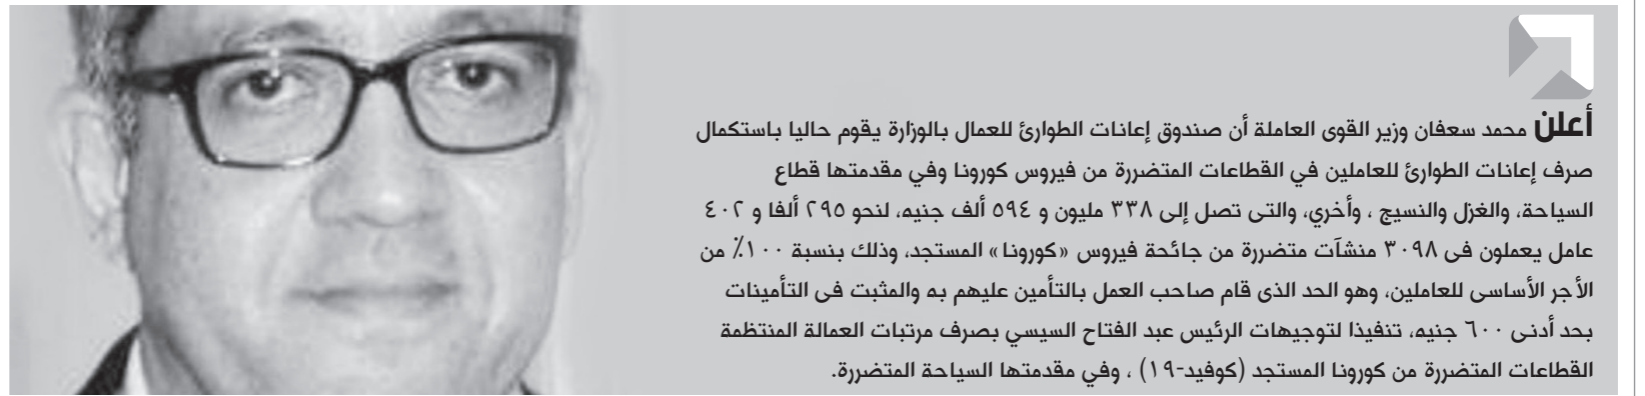 أعلن محمد سعفان وزير القوى العاملة أن صندوق إعانات الطوارئ للعمال بالوزارة يقوم حاليا باستكمال
صرف إعانات الطوارئ للعاملين في القطاعات المتضررة من فيروس كورونا وفي مقدمتها قطاع
السياحة، والغزل والنسيج ، وأخري، والتى تصل إلى ٣٣٨ مليون و ٥٩٤ ألف جنيه، لنحو ٢٩٥ ألفا و ٤٠٢
عامل يعملون فى ٣٠٩٨ منشآت متضررة من جائحة فيروس «كورونا» المستجد، وذلك بنسبة ١٠٠٪ من
الأجر الأساسى للعاملين، وهو الحد الذى قام صاحب العمل بالتأمين عليهم به والمثبت فى التأمينات
بحد أدنى ٦٠٠ جنيه، تنفيذا لتوجيهات الرئيس عبد الفتاح السيسي بصرف مرتبات العمالة المنتظمة
القطاعات المتضررة من كورونا المستجد (كوفيد-١٩) ، وفي مقدمتها السياحة المتضررة.